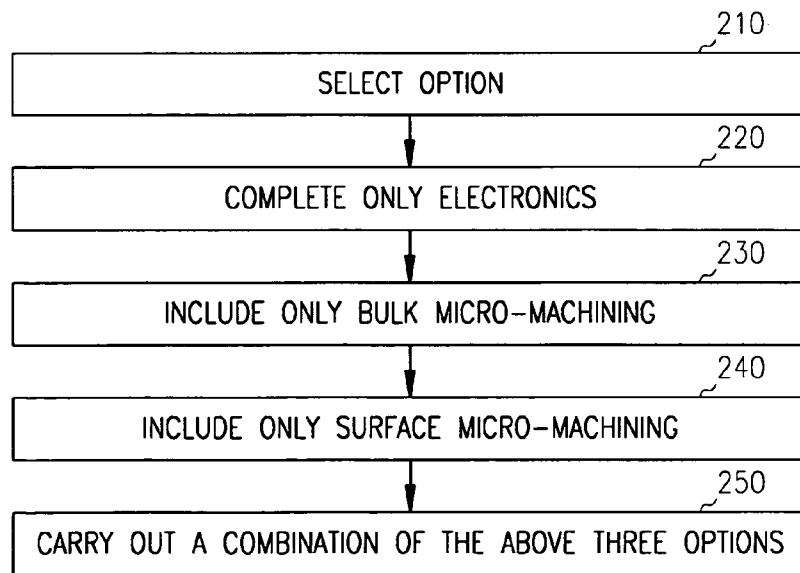 210
SELECT OPTION
220
COMPLETE ONLY ELECTRONICS
230
INCLUDE ONLY BULK MICRO-MACHINING
240
INCLUDE ONLY SURFACE MICRO-MACHINING
250
CARRY OUT A COMBINATION OF THE ABOVE THREE OPTIONS